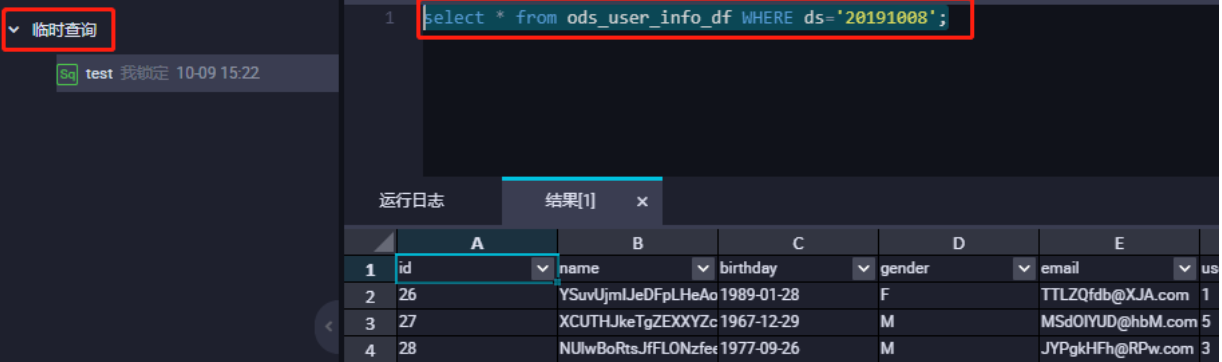 临时查询
Sq test 我锁定 10-09 15:22
1 select * from ods_user_info_df WHERE ds='20191008';
运行日志 结果[1] ×
A B C D E
1 id name birthday gender email us
2 26 YSuvUjmIJeDFpLHeAo 1989-01-28 F TTLZQfdb@XJA.com 1
3 27 XCUTHJkeTgZEXXYZc 1967-12-29 M MSdOIYUD@hbM.com 5
4 28 NUIwBoRtsJfFLONzfee 1977-09-26 M JYPgkHFh@RPw.com 3